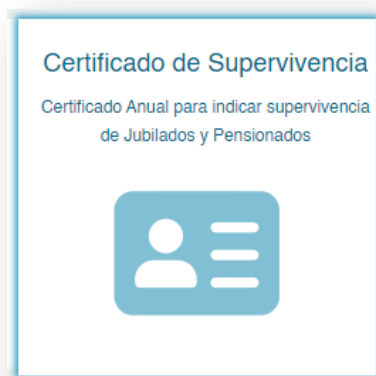 Certificado de Supervivencia
Certificado Anual para indicar supervivencia
de Jubilados y Pensionados